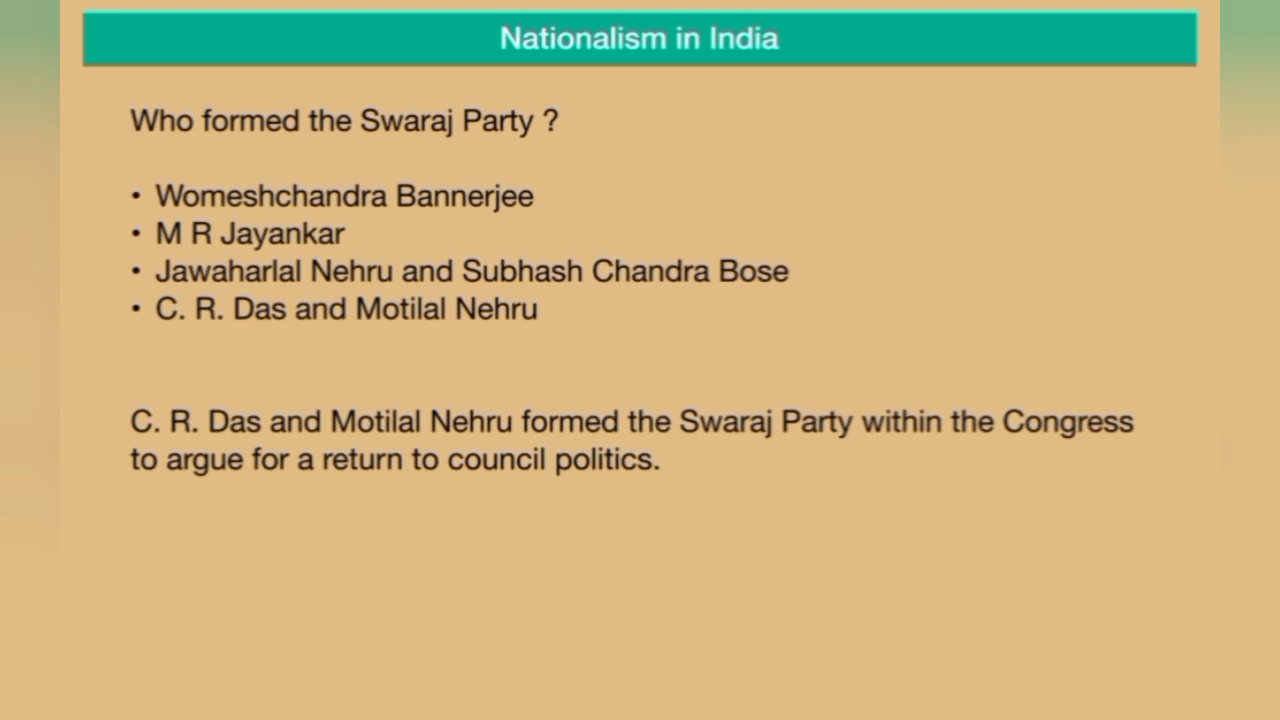 Nationalism in India
Who formed the Swaraj Party ?
• Womeshchandra Bannerjee
• M R Jayankar
• Jawaharlal Nehru and Subhash Chandra Bose
• C. R. Das and Motilal Nehru
C. R. Das and Motilal Nehru formed the Swaraj Party within the Congress
to argue for a return to council politics.